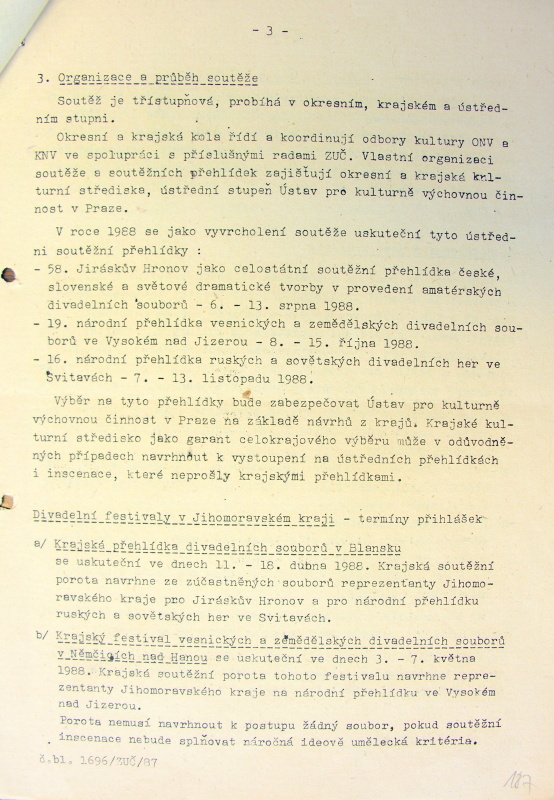 - 3 -
3. Organizace a průběh soutěže
Soutěž je třístupňová, probíhá v okresním, krajském a ústřed-
ním stupni.
Okresní a krajská kola řídí a koordinují odbory kultury ONV a
KNV ve spolupráci s příslušnými radami ZUČ. Vlastní organizaci
soutěže a soutěžních přehlídek zajišťují okresní a krajská kul-
turní střediska, ústřední stupeň Ústav pro kulturně výchovnou čin-
nost v Praze.
V roce 1988 se jako vyvrcholení soutěže uskuteční tyto ústřed-
ni soutěžní přehlídky :
- 58. Jiráskův Hronov jako celostátní soutěžní přehlídka české,
slovenské a světové dramatické tvorby v provedení amatérských
divadelních souborů - 6. - 13. srpna 1988.
- 19. národní přehlídka vesnických a zemědělských divadelních sou-
borů ve Vysokém nad Jizerou - 8. - 15. října 1988.
- 16. národní přehlídka ruských a sovětských divadelních her ve
Svitavách - 7. - 13. listopadu 1988.
Výběr na tyto přehlídky bude zabezpečovat Ústav pro kulturně
výchovnou činnost v Praze na základě návrhů z krajů. Krajské kul-
turní středisko jako garant celokrajového výběru může v odůvodně-
ných případech navrhnout k vystoupení na ústředních přehlídkách
i inscenace, které neprošly krajskými přehlídkami.
Divadelní festivaly v Jihomoravském kraji - termíny přihlášek
a/ Krajská přehlídka divadelních souborů v Blansku
se uskuteční ve dnech 11. - 18. dubna 1988. Krajská soutěžní
porota navrhne ze zúčastněných souborů reprezentanty Jihomo-
ravského kraje pro Jiráskův Hronov a pro národní přehlídku
ruských a sovětských her ve Svitavách.
b/ Krajský festival vesnických a zemědělských divadelních souborů
v Němčicích nad Hanou se uskuteční ve dnech 3. - 7. května
1988. Krajská soutěžní porota tohoto festivalu navrhne repre-
zentanty Jihomoravského kraje na národní přehlídku ve Vysokém
nad Jizerou.
Porota nemusí navrhnout k postupu žádný soubor, pokud soutěžní
inscenace nebude splňovat náročná ideově umělecká kritéria.
č.bl. 1696/ZUČ/87
187